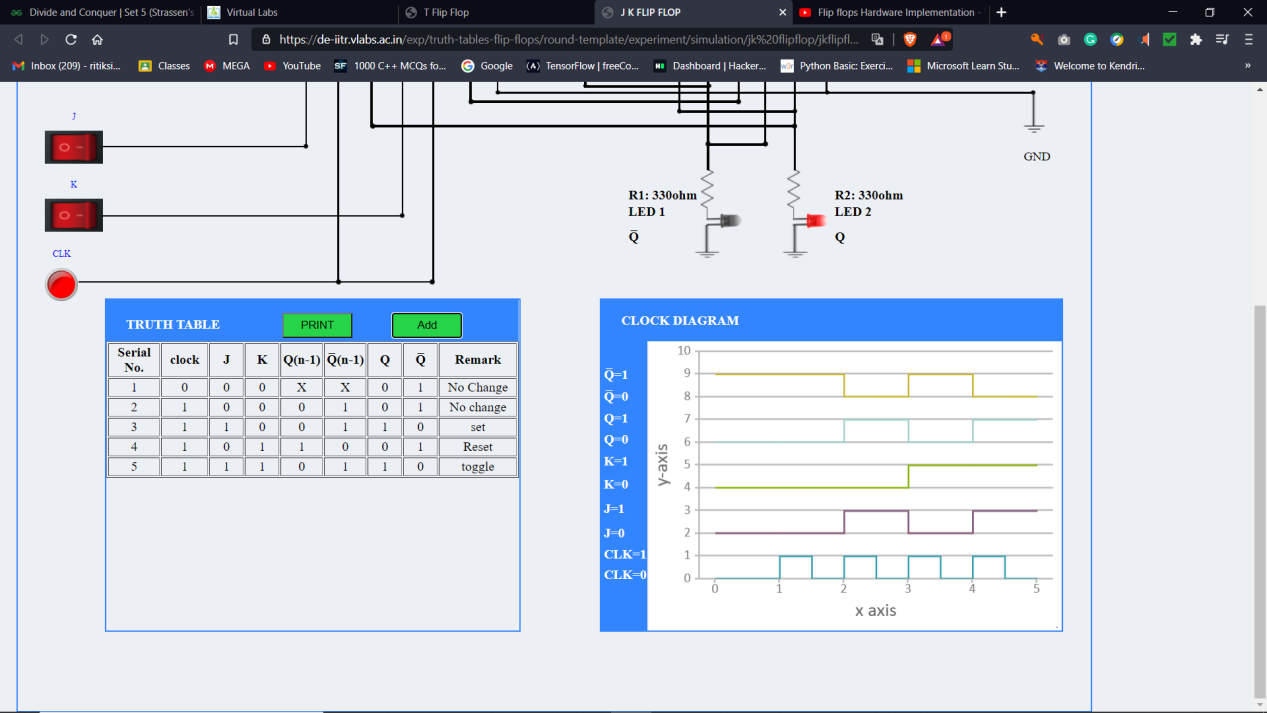 Divide and Conquer | Set 5 (Strassen's
Virtual Labs
T Flip Flop
J K FLIP FLOP
Flip flops Hardware Implementation -
https://de-iitr.vlabs.ac.in/exp/truth-tables-flip-flops/round-template/experiment/simulation/jk%20flipflop/jkflipfl...
Inbox (209) - ritiksi... Classes MEGA YouTube 1000 C++ MCQs fo... Google TensorFlow | freeCo... Dashboard | Hacker... Python Basic: Exerci... Microsoft Learn Stu... Welcome to Kendri... »
J
K
CLK
GND
R1: 330ohm
LED 1
Q̅
R2: 330ohm
LED 2
Q
TRUTH TABLE PRINT Add
Serial No. clock J K Q(n-1) Q̅(n-1) Q Q̅ Remark
1 0 0 0 X X 0 1 No Change
2 1 0 0 0 1 0 1 No change
3 1 1 0 0 1 1 0 set
4 1 0 1 1 0 0 1 Reset
5 1 1 1 0 1 1 0 toggle
CLOCK DIAGRAM
Q̅=1
Q̅=0
Q=1
Q=0
K=1
K=0
J=1
J=0
CLK=1
CLK=0
y-axis
10
9
8
7
6
5
4
3
2
1
0
0 1 2 3 4 5
x axis